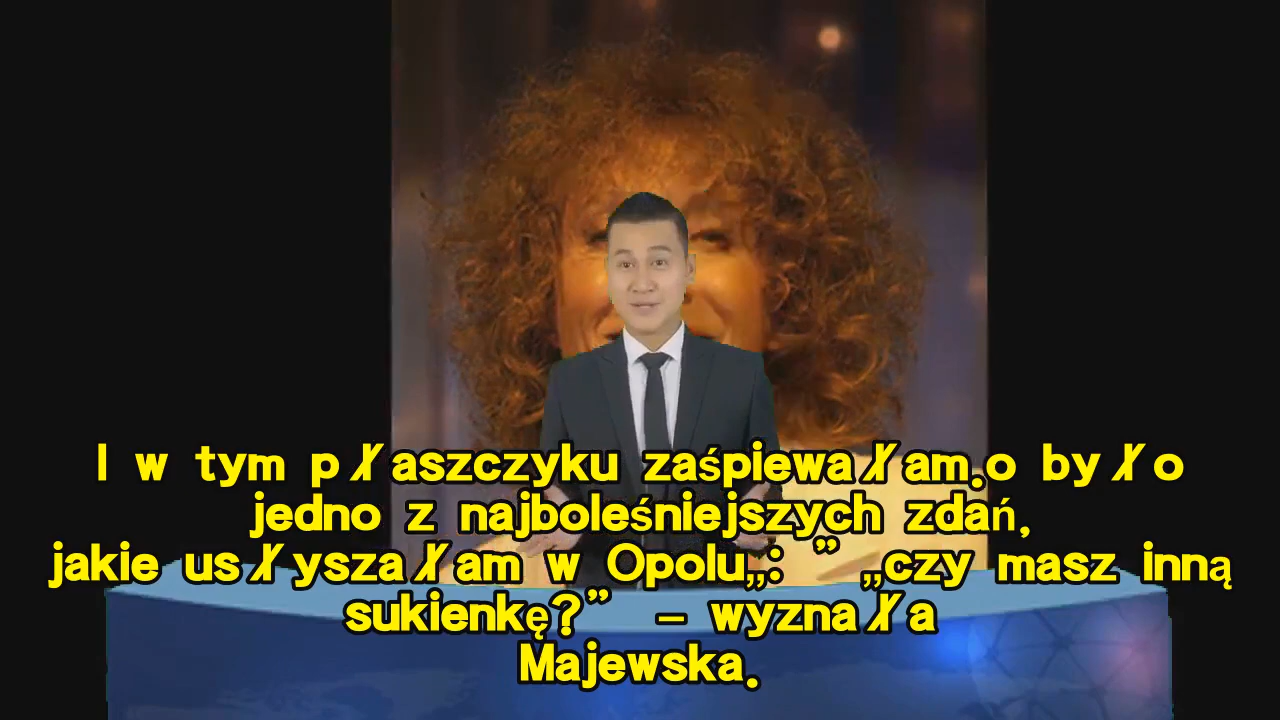 I w tym płaszczyku zaśpiewałam.o było
jedno z najboleśniejszych zdań,
jakie usłyszałam w Opolu„: ” „czy masz inną
sukienkę?” – wyznała
Majewska.